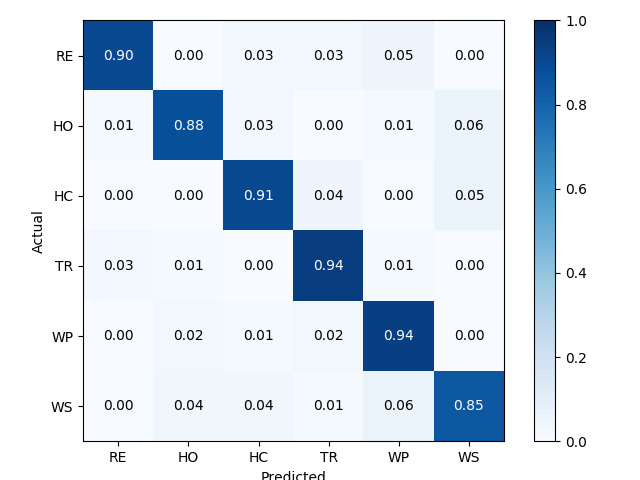 RE 0.90 0.00 0.03 0.03 0.05 0.00
HO 0.01 0.88 0.03 0.00 0.01 0.06
HC 0.00 0.00 0.91 0.04 0.00 0.05
TR 0.03 0.01 0.00 0.94 0.01 0.00
WP 0.00 0.02 0.01 0.02 0.94 0.00
WS 0.00 0.04 0.04 0.01 0.06 0.85
RE HO HC TR WP WS
Predicted
Actual
1.0
0.8
0.6
0.4
0.2
0.0